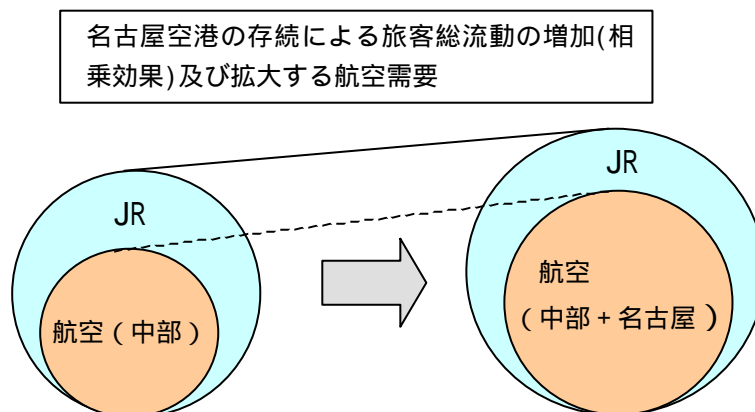 名古屋空港の存続による旅客総流動の増加(相
乗効果)及び拡大する航空需要
JR
航空（中部）
JR
航空
（中部＋名古屋）